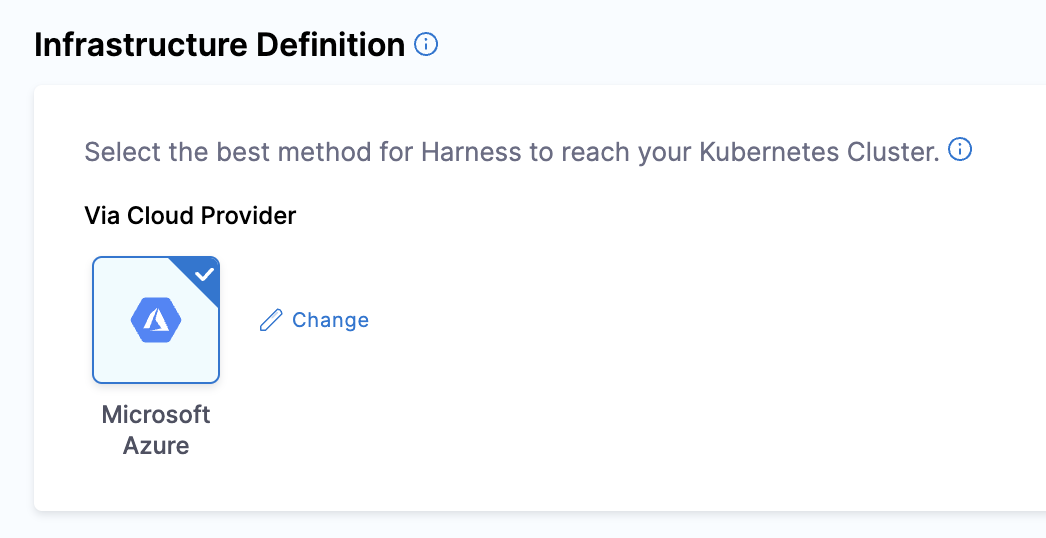 Infrastructure Definition
Select the best method for Harness to reach your Kubernetes Cluster.
Via Cloud Provider
Change
Microsoft
Azure